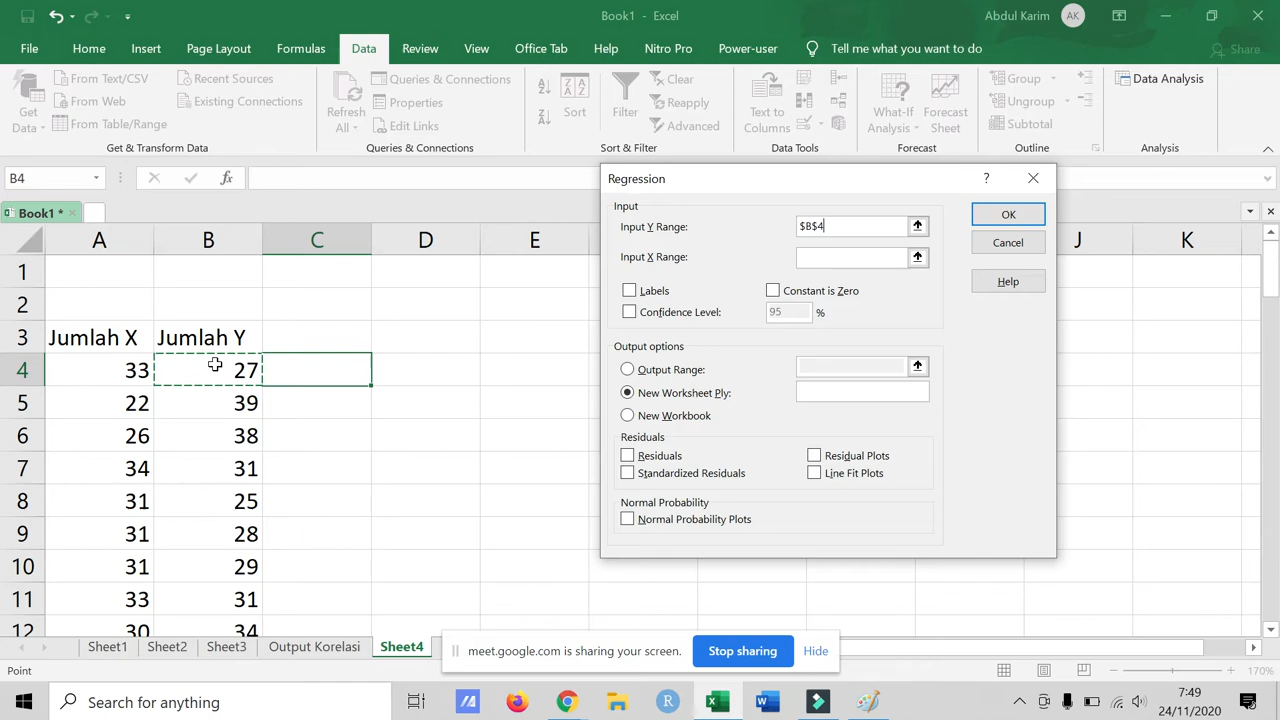 Book1 - Excel
Abdul Karim AK
File Home Insert Page Layout Formulas Data Review View Office Tab Help Nitro Pro Power-user Tell me what you want to do Share
Get Data
From Text/CSV
From Web
From Table/Range
Recent Sources
Existing Connections
Get & Transform Data
Refresh All
Queries & Connections
Properties
Edit Links
Queries & Connections
Sort
Filter
Clear
Reapply
Advanced
Sort & Filter
Text to Columns
Data Tools
What-If Analysis
Forecast Sheet
Forecast
Group
Ungroup
Subtotal
Outline
Data Analysis
Analysis
B4
fx
Book1 *
A B C D E J K
1
2
3 Jumlah X Jumlah Y
4 33 27
5 22 39
6 26 38
7 34 31
8 31 25
9 31 28
10 31 29
11 33 31
12 30 34
Regression ?
Input
Input Y Range: $B$4
Input X Range:
Labels Constant is Zero
Confidence Level: 95 %
Output options
Output Range:
New Worksheet Ply:
New Workbook
Residuals
Residuals Residual Plots
Standardized Residuals Line Fit Plots
Normal Probability
Normal Probability Plots
OK
Cancel
Help
Sheet1 Sheet2 Sheet3 Output Korelasi Sheet4
meet.google.com is sharing your screen. Stop sharing Hide
Point
170%
Search for anything
7:49
24/11/2020